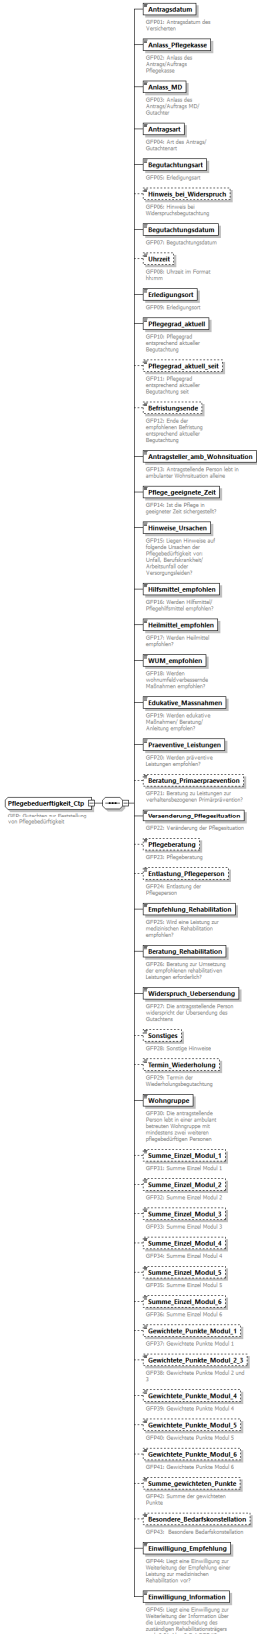 Antragsdatum
GFP01: Antragsdatum des
Versicherten
Anlass_Pflegekasse
GFP02: Anlass des
Antrags/Auftrags
Pflegekasse
Anlass_MD
GFP03: Anlass des
Antrags/Auftrags MD/
Gutachter
Antragsart
GFP04: Art des Antrags/
Gutachtenart
Begutachtungsart
GFP05: Erledigungsart
Hinweis_bei_Widerspruch
GFP06: Hinweis bei
Widerspruchsbegutachtung
Begutachtungsdatum
GFP07: Begutachtungsdatum
Uhrzeit
GFP08: Uhrzeit im Format
hhmm
Erledigungsort
GFP09: Erledigungsort
Pflegegrad_aktuell
GFP10: Pflegegrad
entsprechend aktueller
Begutachtung
Pflegegrad_aktuell_seit
GFP11: Pflegegrad
entsprechend aktueller
Begutachtung seit
Befristungsende
GFP12: Ende der
empfohlenen Befristung
entsprechend aktueller
Begutachtung
Antragsteller_amb_Wohnsituation
GFP13: Antragstellende Person lebt in
ambulanter Wohnsituation alleine
Pflege_geeignete_Zeit
GFP14: Ist die Pflege in
geeigneter Zeit sichergestellt?
Hinweise_Ursachen
GFP15: Liegen Hinweise auf
folgende Ursachen der
Pflegebedürftigkeit vor:
Unfall, Berufskrankheit/
Arbeitsunfall oder
Versorgungsleiden?
Hilfsmittel_empfohlen
GFP16: Werden Hilfsmittel/
Pflegehilfsmittel empfohlen?
Heilmittel_empfohlen
GFP17: Werden Heilmittel
empfohlen?
WUM_empfohlen
GFP18: Werden
wohnumfeldverbessernde
Maßnahmen empfohlen?
Edukative_Massnahmen
GFP19: Werden edukative
Maßnahmen/ Beratung/
Anleitung empfohlen?
Praeventive_Leistungen
GFP20: Werden präventive
Leistungen empfohlen?
Beratung_Primaerpraevention
GFP21: Beratung zu Leistungen zur
verhaltensbezogenen Primärprävention?
Pflegebeduerftigkeit_Ctp
GFP: Gutachten zur Feststellung
von Pflegebedürftigkeit
Versenderung_Pflegesituation
GFP22: Veränderung der Pflegesituation
Pflegeberatung
GFP23: Pflegeberatung
Entlastung_Pflegeperson
GFP24: Entlastung der
Pflegeperson
Empfehlung_Rehabilitation
GFP25: Wird eine Leistung zur
medizinischen Rehabilitation
empfohlen?
Beratung_Rehabilitation
GFP26: Beratung zur Umsetzung
der empfohlenen rehabilitativen
Leistungen erforderlich?
Widerspruch_Uebersendung
GFP27: Die antragstellende Person
widerspricht der Übersendung des
Gutachtens
Sonstiges
GFP28: Sonstige Hinweise
Termin_Wiederholung
GFP29: Termin der
Wiederholungsbegutachtung
Wohngruppe
GFP30: Die antragstellende
Person lebt in einer ambulant
betreuten Wohngruppe mit
mindestens zwei weiteren
pflegebedürftigen Personen
Summe_Einzel_Modul_1
GFP31: Summe Einzel Modul 1
Summe_Einzel_Modul_2
GFP32: Summe Einzel Modul 2
Summe_Einzel_Modul_3
GFP33: Summe Einzel Modul 3
Summe_Einzel_Modul_4
GFP34: Summe Einzel Modul 4
Summe_Einzel_Modul_5
GFP35: Summe Einzel Modul 5
Summe_Einzel_Modul_6
GFP36: Summe Einzel Modul 6
Gewichtete_Punkte_Modul_1
GFP37: Gewichtete Punkte Modul 1
Gewichtete_Punkte_Modul_2_3
GFP38: Gewichtete Punkte Modul 2 und
3
Gewichtete_Punkte_Modul_4
GFP39: Gewichtete Punkte Modul 4
Gewichtete_Punkte_Modul_5
GFP40: Gewichtete Punkte Modul 5
Gewichtete_Punkte_Modul_6
GFP41: Gewichtete Punkte Modul 6
Summe_gewichteten_Punkte
GFP42: Summe der gewichteten
Punkte
Besondere_Bedarfskonstellation
GFP43: Besondere Bedarfskonstellation
Einwilligung_Empfehlung
GFP44: Liegt eine Einwilligung zur
Weiterleitung der Empfehlung einer
Leistung zur medizinischen
Rehabilitation vor?
Einwilligung_Information
GFP45: Liegt eine Einwilligung zur
Weiterleitung der Information über
die Leistungsentscheidung des
zuständigen Rehabilitationsträgers